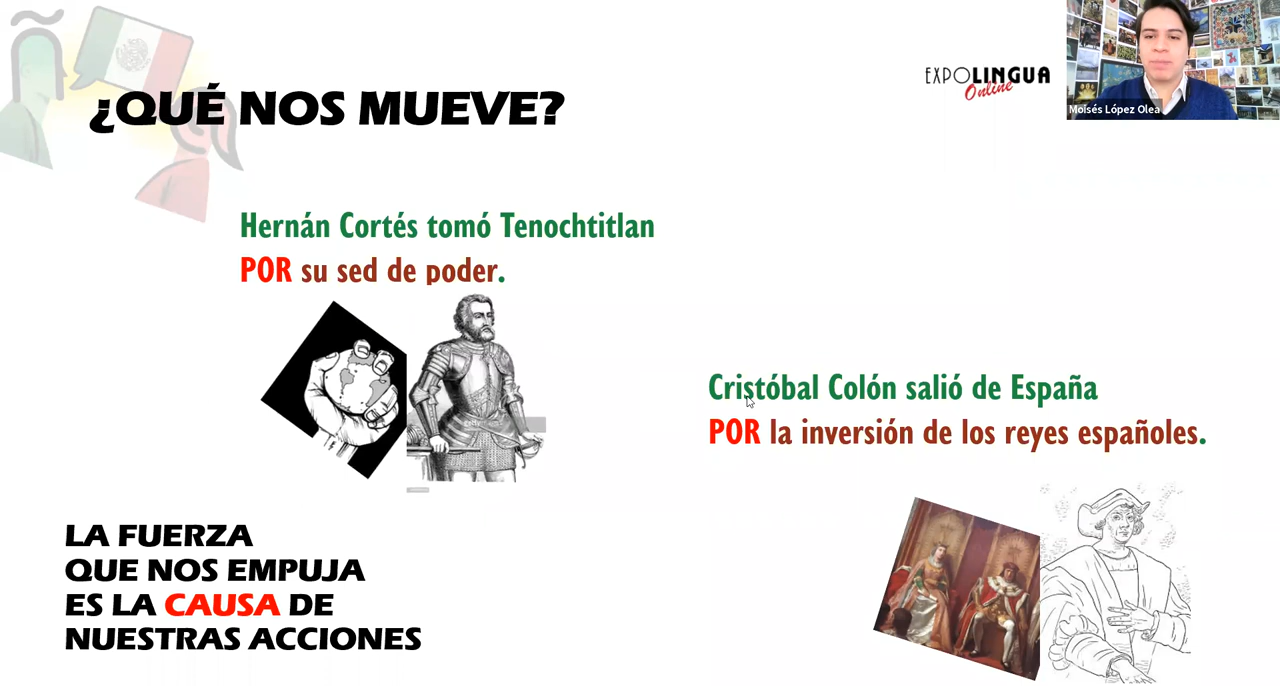 ¿QUÉ NOS MUEVE?
EXPOLINGUA
Online
Moisés López Olea
Hernán Cortés tomó Tenochtitlan
POR su sed de poder.
Cristóbal Colón salió de España
POR la inversión de los reyes españoles.
LA FUERZA
QUE NOS EMPUJA
ES LA CAUSA DE
NUESTRAS ACCIONES